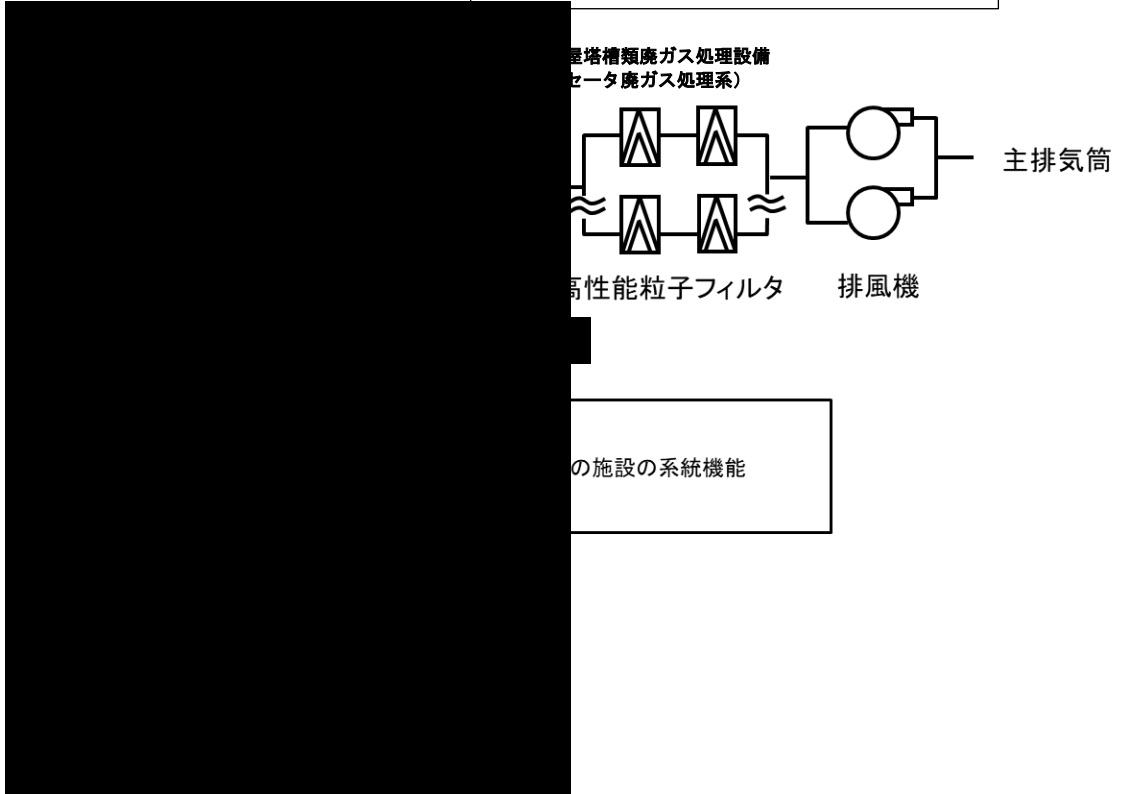 塔槽類廃ガス処理設備
ータ廃ガス処理系）
主排気筒
性能粒子フィルタ
排風機
の施設の系統機能